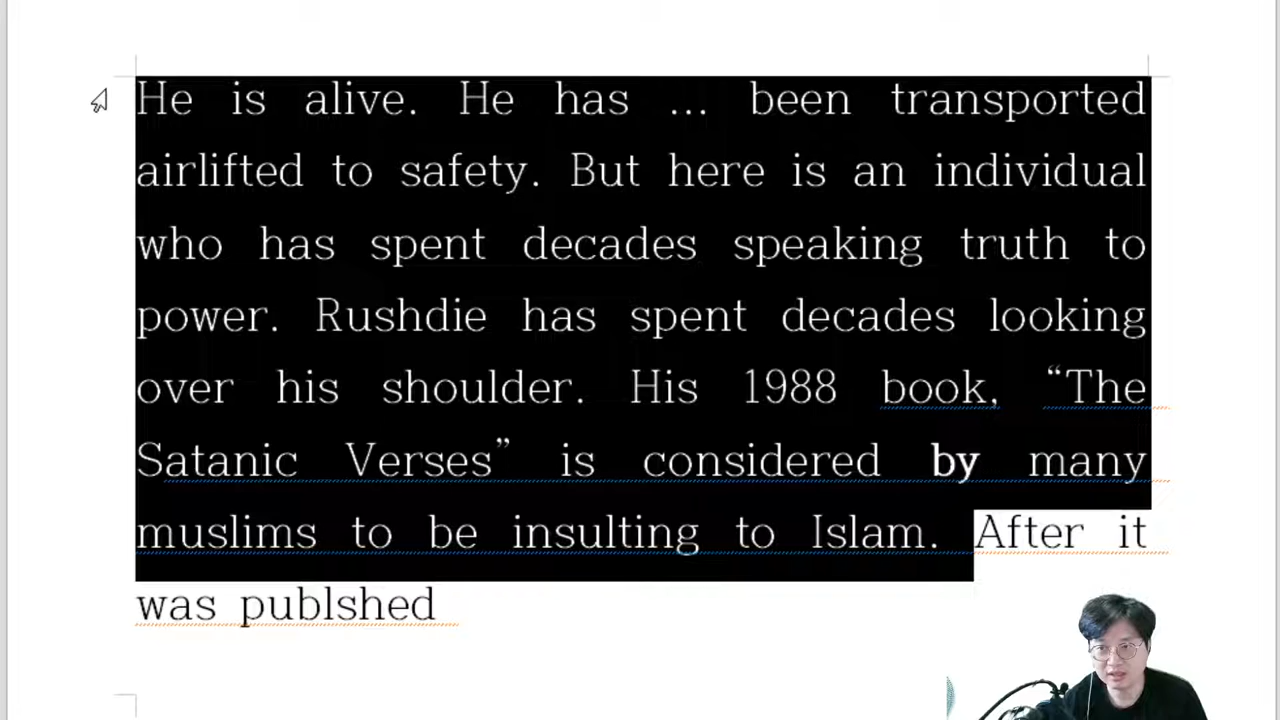 He is alive. He has ... been transported
airlifted to safety. But here is an individual
who has spent decades speaking truth to
power. Rushdie has spent decades looking
over his shoulder. His 1988 book, “The
Satanic Verses” is considered by many
muslims to be insulting to Islam. After it
was publshed